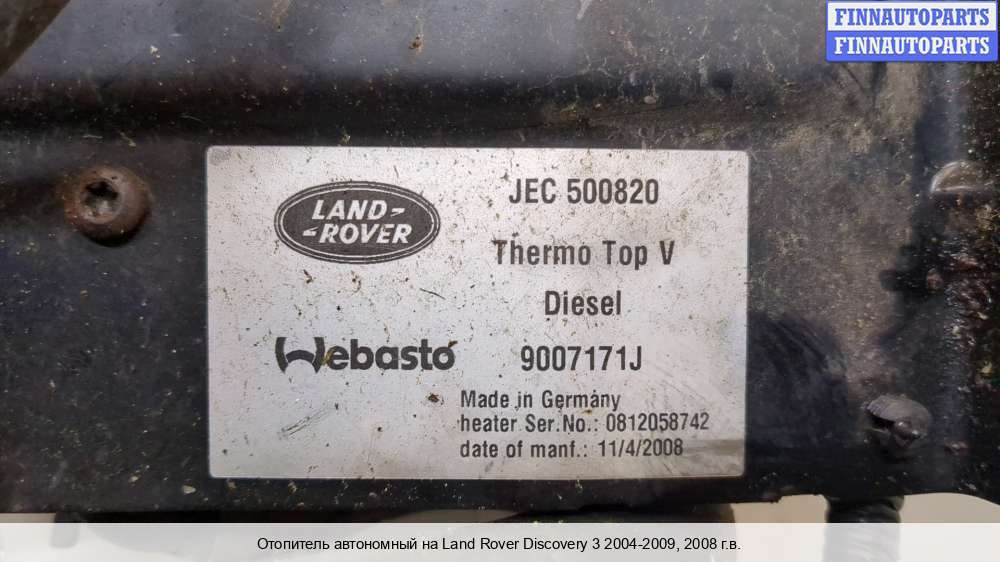 FINNAUTOPARTS
FINNAUTOPARTS
LAND-
-ROVER
JEC 500820
Thermo Top V
Diesel
Webasto
9007171J
Made in Germany
heater Ser.No.: 0812058742
date of manf.: 11/4/2008
Отопитель автономный на Land Rover Discovery 3 2004-2009, 2008 г.в.